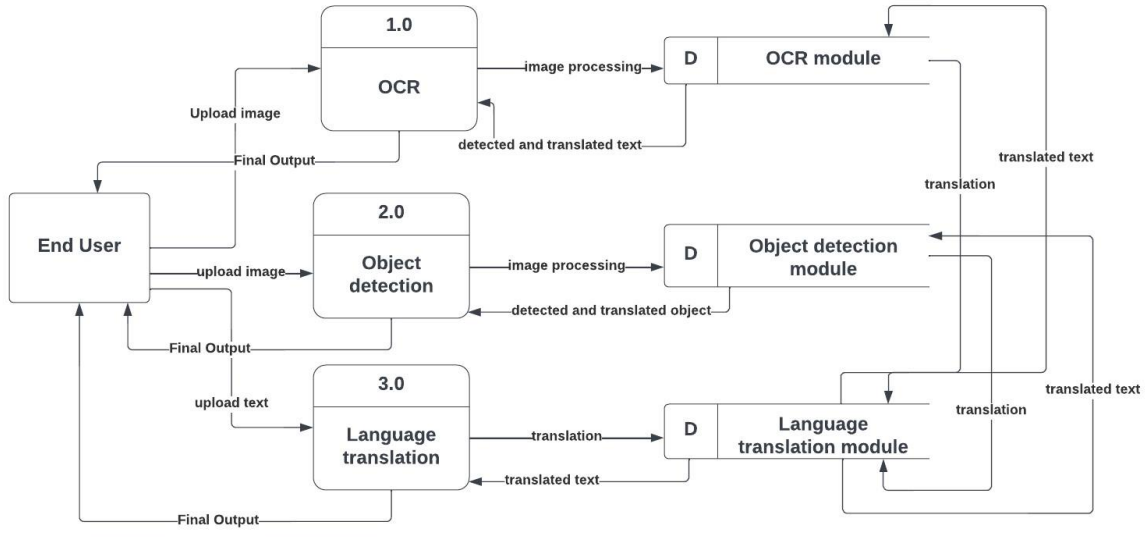 1.0
OCR
image processing
D
OCR module
Upload image
detected and translated text
Final Output
translated text
translation
End User
2.0
Object
detection
upload image
image processing
D
Object detection
module
detected and translated object
Final Output
3.0
Language
translation
upload text
translation
D
Language
translation module
translated text
translation
translated text
Final Output